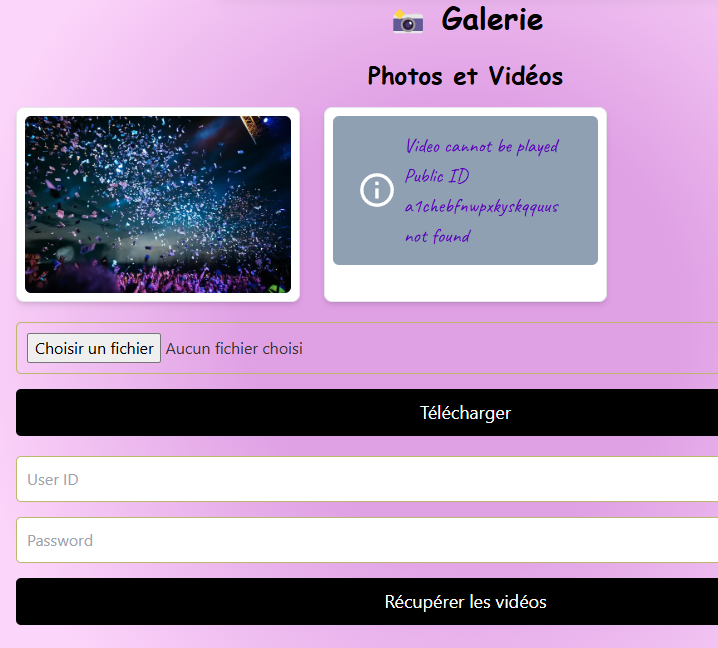 Galerie
Photos et Vidéos
Video cannot be played
Public ID
a1chebfnwpxkyskqquus
not found
Choisir un fichier Aucun fichier choisi
Télécharger
User ID
Password
Récupérer les vidéos